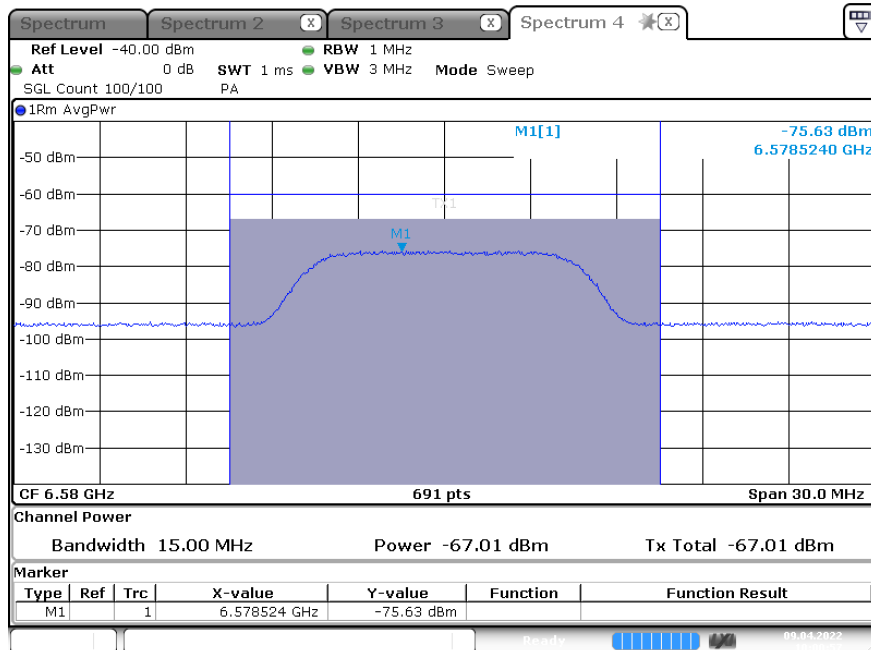 Spectrum Spectrum 2 X Spectrum 3 X Spectrum 4 X
Ref Level -40.00 dBm RBW 1 MHz
Att 0 dB SWT 1 ms VBW 3 MHz Mode Sweep
SGL Count 100/100 PA
1Rm AvgPwr
M1[1] -75.63 dBm
6.5785240 GHz
-50 dBm
-60 dBm
Tx1
-70 dBm
M1
-80 dBm
-90 dBm
-100 dBm
-110 dBm
-120 dBm
-130 dBm
CF 6.58 GHz 691 pts Span 30.0 MHz
Channel Power
Bandwidth 15.00 MHz Power -67.01 dBm Tx Total -67.01 dBm
Marker
Type Ref Trc X-value Y-value Function Function Result
M1 1 6.578524 GHz -75.63 dBm
Ready 09.04.2022